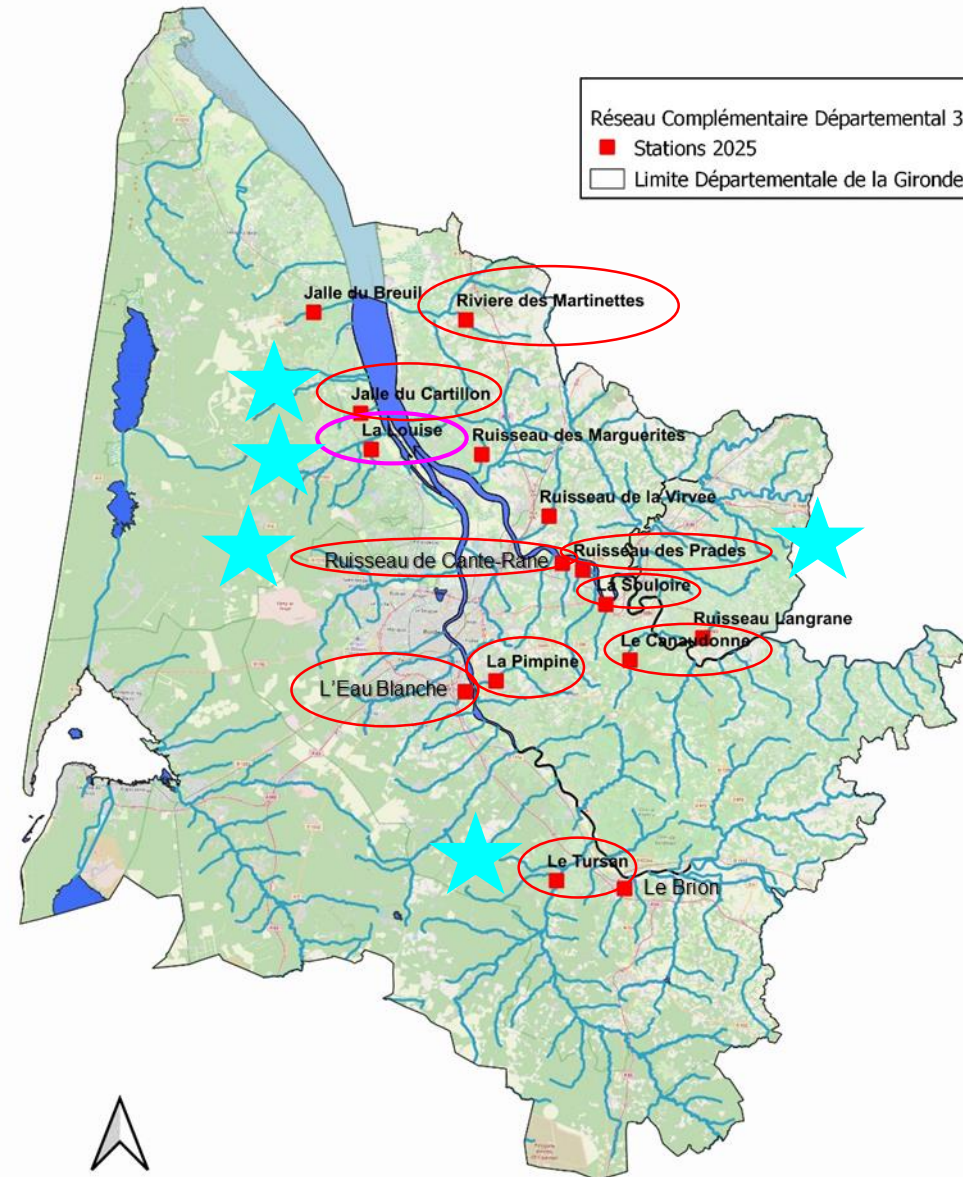 Réseau Complémentaire Départemental 3
Stations 2025
Limite Départementale de la Gironde
Jalle du Breuil
Riviere des Martinettes
Jalle du Cartillon
La Louise
Ruisseau des Marguerites
Ruisseau de la Virvee
Ruisseau de Cante-Rane
Ruisseau des Prades
La Souloire
Ruisseau Langrane
Le Canaudonne
La Pimpine
L'Eau Blanche
Le Tursan
Le Brion